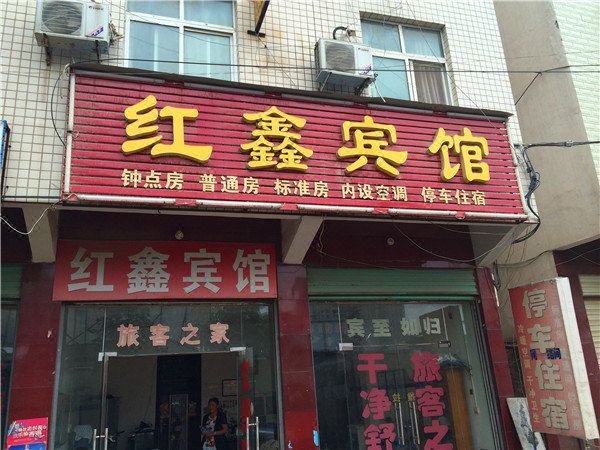 红鑫宾馆
钟点房 普通房 标准房 内设空调 停车住宿
红鑫宾馆
旅客之家
宾至如归
旅客之
干净舒
停车住宿